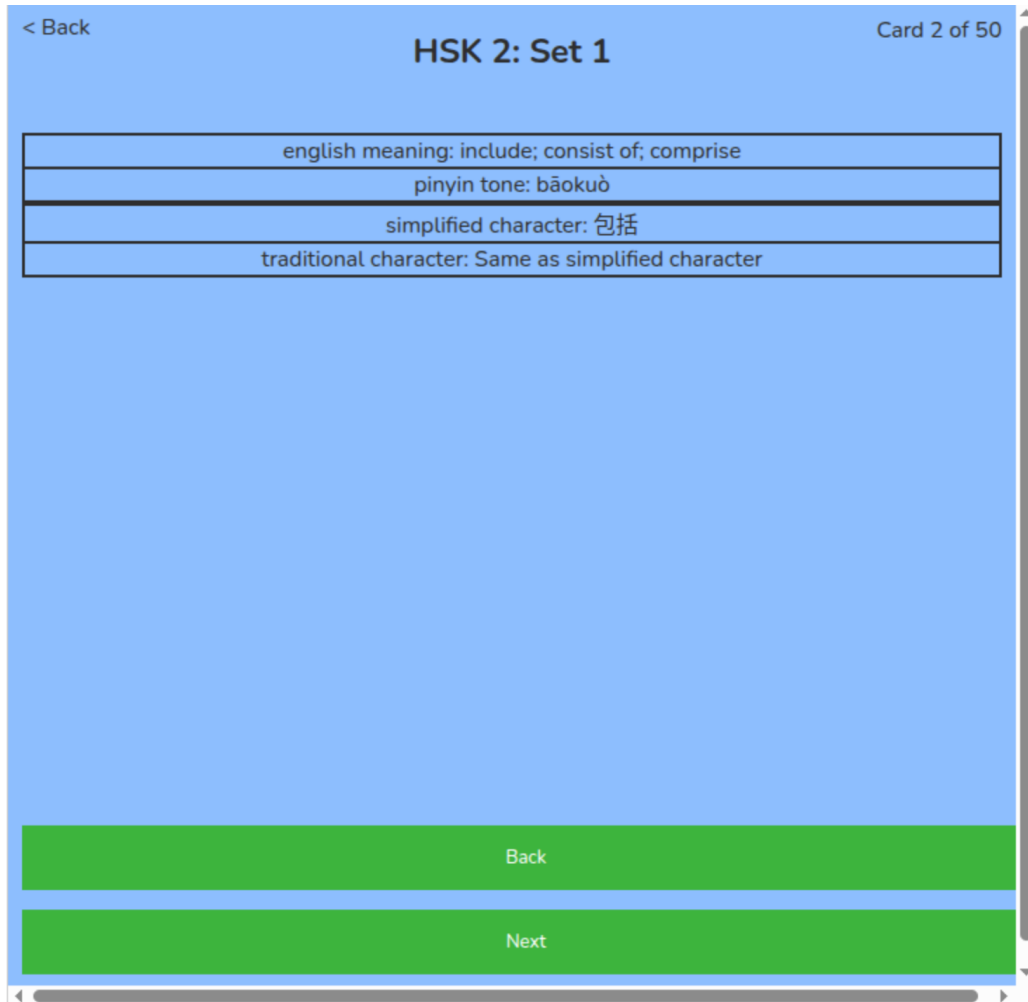 < Back
Card 2 of 50
HSK 2: Set 1
english meaning: include; consist of; comprise
pinyin tone: bāokuò
simplified character: 包括
traditional character: Same as simplified character
Back
Next